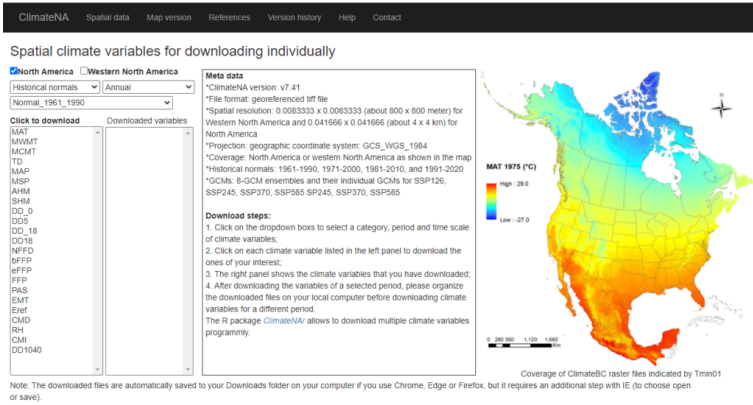 ClimateNA Spatial data Map version References Version history Help Contact
Spatial climate variables for downloading individually
North America Western North America
Historical normals Annual
Normal_1961_1990
Click to download Downloaded variables
MAT
MWMT
MCMT
TD
MAP
MSP
AHM
SHM
DD_0
DD5
DD_18
DD18
NFFD
bFFP
eFFP
FFP
PAS
EMT
Eref
CMD
RH
CMI
DD1040
Meta data
*ClimateNA version: v7.41
*File format: georeferenced tiff file
*Spatial resolution: 0.0083333 x 0.0083333 (about 800 x 800 meter) for
Western North America and 0.041666 x 0.041666 (about 4 x 4 km) for
North America
*Projection: geographic coordinate system: GCS_WGS_1984
*Coverage: North America or western North America as shown in the map
*Historical normals: 1961-1990, 1971-2000, 1981-2010, and 1991-2020
*GCMs: 8-GCM ensembles and their individual GCMs for SSP126,
SSP245, SSP370, SSP585 SP245, SSP370, SSP585
Download steps:
1. Click on the dropdown boxs to select a category, period and time scale
of climate variables;
2. Click on each climate variable listed in the left panel to download the
ones of your interest;
3. The right panel shows the climate variables that you have downloaded;
4. After downloading the variables of a selected period, please organize
the downloaded files on your local computer before downloading climate
variables for a different period.
The R package ClimateNAr allows to download multiple climate variables
programmly.
N
MAT 1975 (°C)
High : 29.0
Low : -27.0
0 280 560 1,120 1,680
Km
Coverage of ClimateBC raster files indicated by Tmin01
Note: The downloaded files are automatically saved to your Downloads folder on your computer if you use Chrome, Edge or Firefox, but it requires an additional step with IE (to choose open
or save).